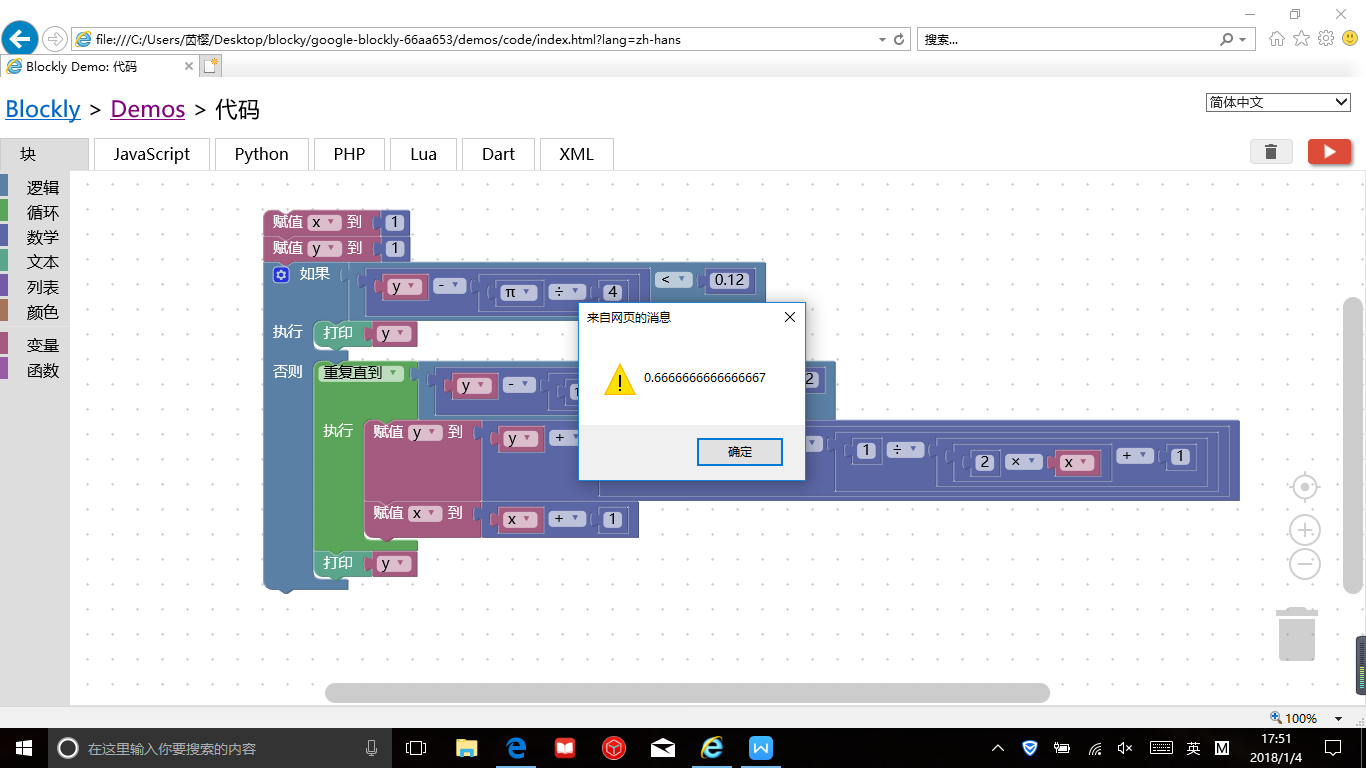 file:///C:/Users/茵樱/Desktop/blocky/google-blockly-66aa653/demos/code/index.html?lang=zh-hans
搜索...
Blockly Demo: 代码
Blockly > Demos > 代码
简体中文
块 JavaScript Python PHP Lua Dart XML
逻辑
循环
数学
文本
列表
颜色
变量
函数
赋值 x 到 1
赋值 y 到 1
如果 y - π ÷ 4 < 0.12
执行 打印 y
否则 重复直到 y - 2
执行 赋值 y 到 y + 1 ÷ 2 × x + 1
赋值 x 到 x + 1
打印 y
来自网页的消息
0.6666666666666667
确定
100%
在这里输入你要搜索的内容
英 M
17:51
2018/1/4